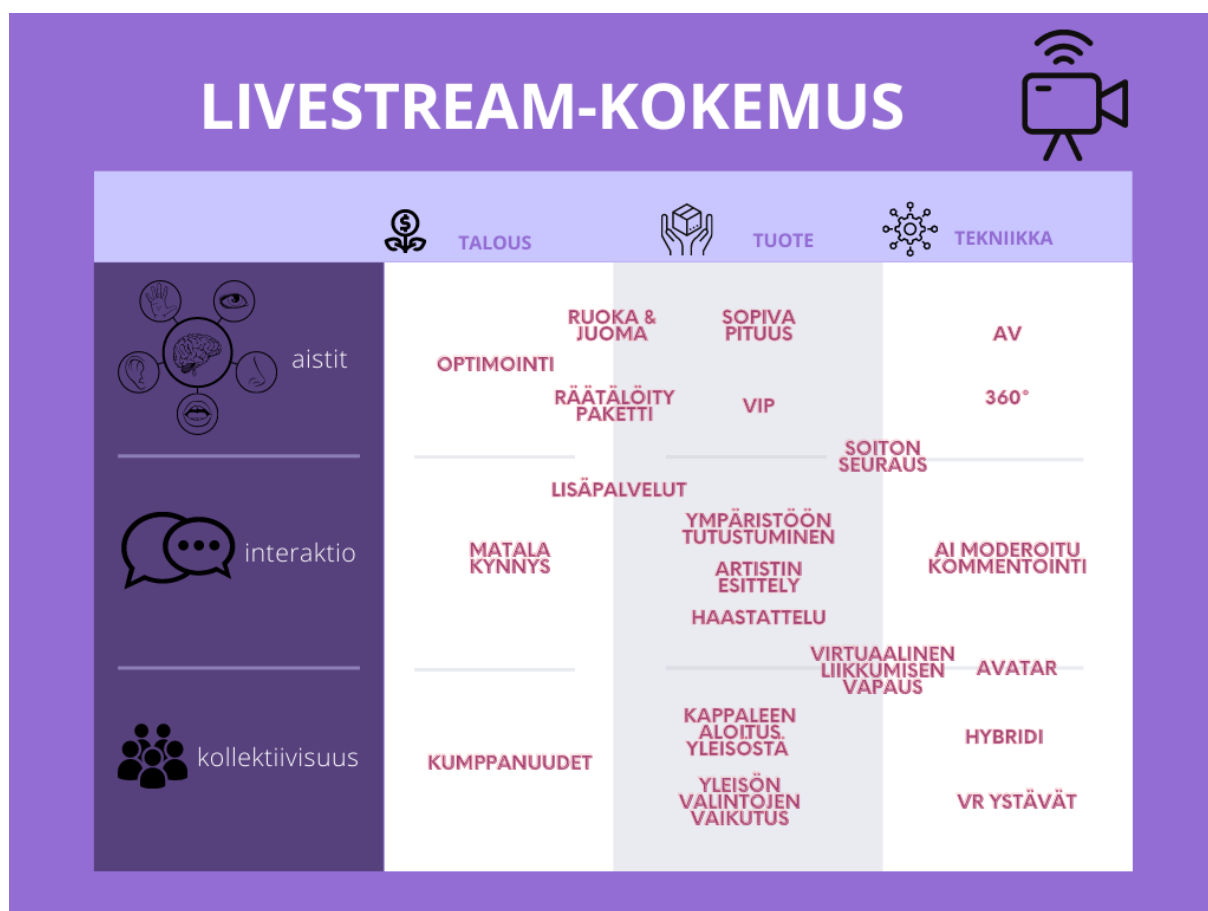 LIVESTREAM-KOKEMUS
TALOUS
TUOTE
TEKNIIKKA
aistit
RUOKA &
JUOMA
SOPIVA
PITUUS
AV
OPTIMOINTI
RÄÄTÄLÖITY
PAKETTI
VIP
360°
SOITON
SEURAUS
interaktio
LISÄPALVELUT
MATALA
KYNNYS
YMPÄRISTÖÖN
TUTUSTUMINEN
ARTISTIN
ESITTELY
HAASTATTELU
AI MODEROITU
KOMMENTOINTI
VIRTUAALINEN
LIIKKUMISEN
VAPAUS
AVATAR
kollektiivisuus
KUMPPANUUDET
KAPPALEEN
ALOITUS
YLEISÖSTÄ
YLEISÖN
VALINTOJEN
VAIKUTUS
HYBRIDI
VR YSTÄVÄT